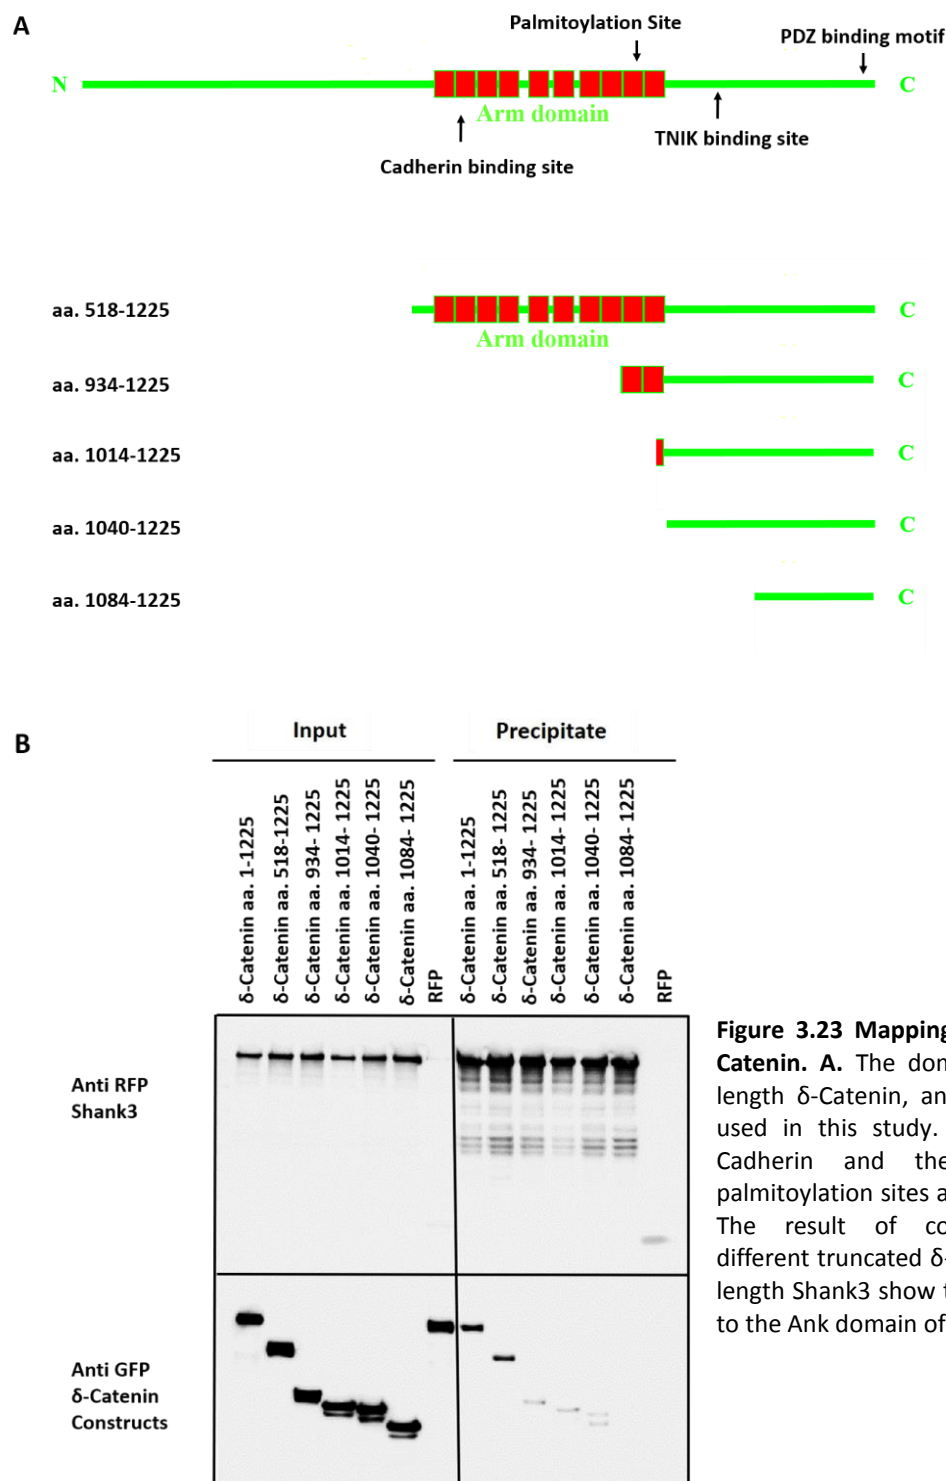 A
Palmitoylation Site
PDZ binding motif
N
C
Arm domain
TNIK binding site
Cadherin binding site
aa. 518-1225
C
Arm domain
aa. 934-1225
C
aa. 1014-1225
C
aa. 1040-1225
C
aa. 1084-1225
C
B
Input
Precipitate
δ-Catenin aa. 1-1225
δ-Catenin aa. 518-1225
δ-Catenin aa. 934- 1225
δ-Catenin aa. 1014- 1225
δ-Catenin aa. 1040- 1225
δ-Catenin aa. 1084- 1225
RFP
δ-Catenin aa. 1-1225
δ-Catenin aa. 518- 1225
δ-Catenin aa. 934- 1225
δ-Catenin aa. 1014- 1225
δ-Catenin aa. 1040- 1225
δ-Catenin aa. 1084- 1225
RFP
Anti RFP
Shank3
Anti GFP
δ-Catenin
Constructs
Figure 3.23 Mapping
Catenin. A. The dom
length δ-Catenin, an
used in this study.
Cadherin and the
palmitoylation sites a
The result of co
different truncated δ-
length Shank3 show t
to the Ank domain of